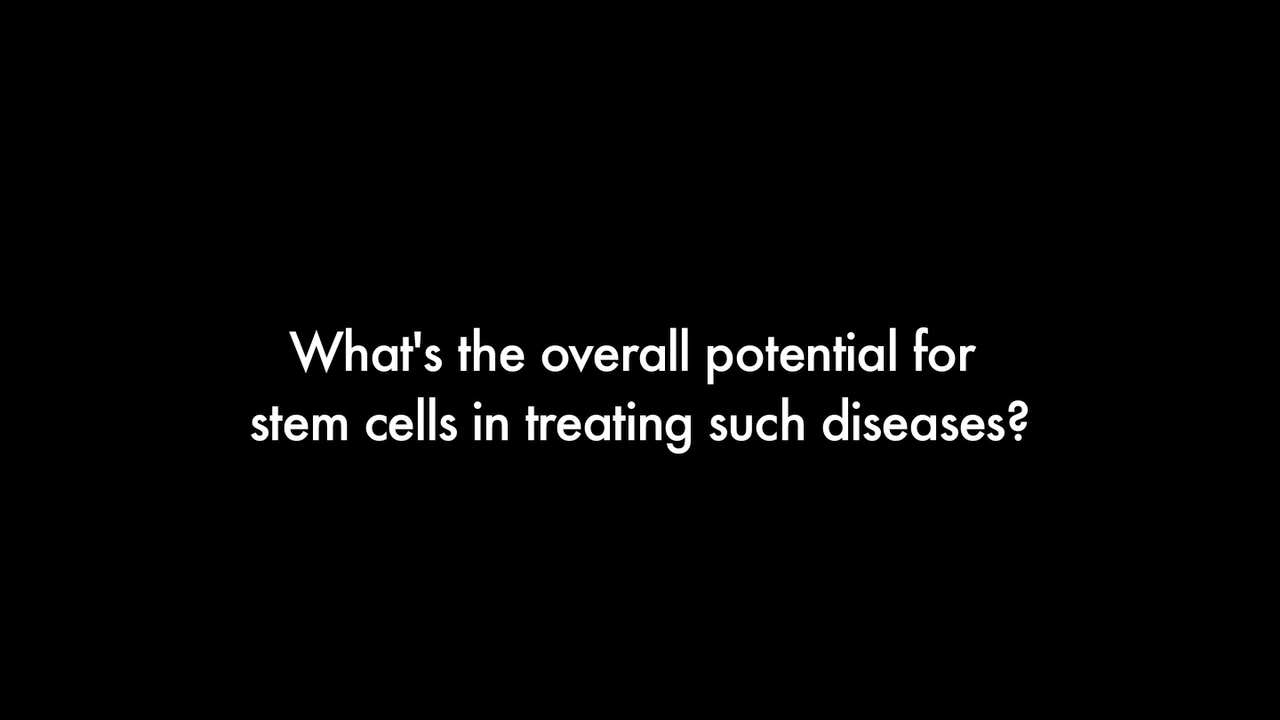 What's the overall potential for
stem cells in treating such diseases?